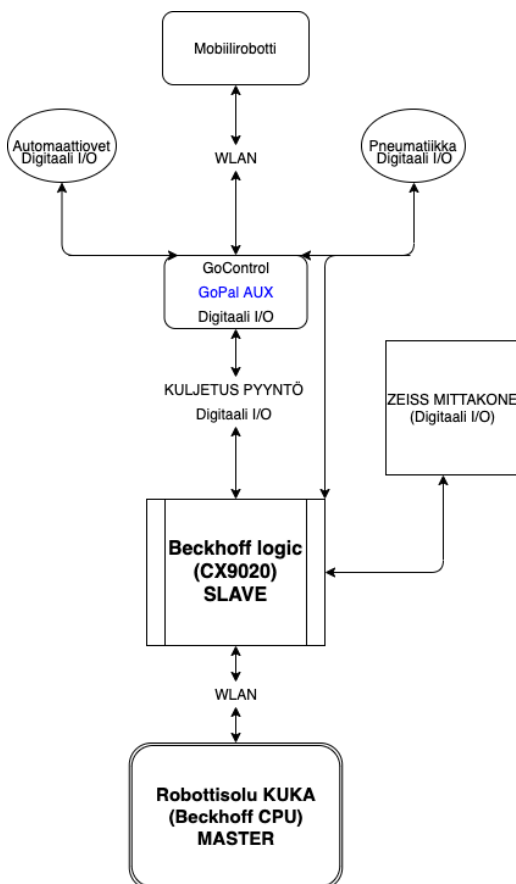 Mobiilirobotti
Automaattiovet
Digitaali I/O
Pneumatiikka
Digitaali I/O
WLAN
GoControl
GoPal AUX
Digitaali I/O
KULJETUS PYYNTÖ
Digitaali I/O
ZEISS MITTAKONE
(Digitaali I/O)
Beckhoff logic
(CX9020)
SLAVE
WLAN
Robottisolu KUKA
(Beckhoff CPU)
MASTER